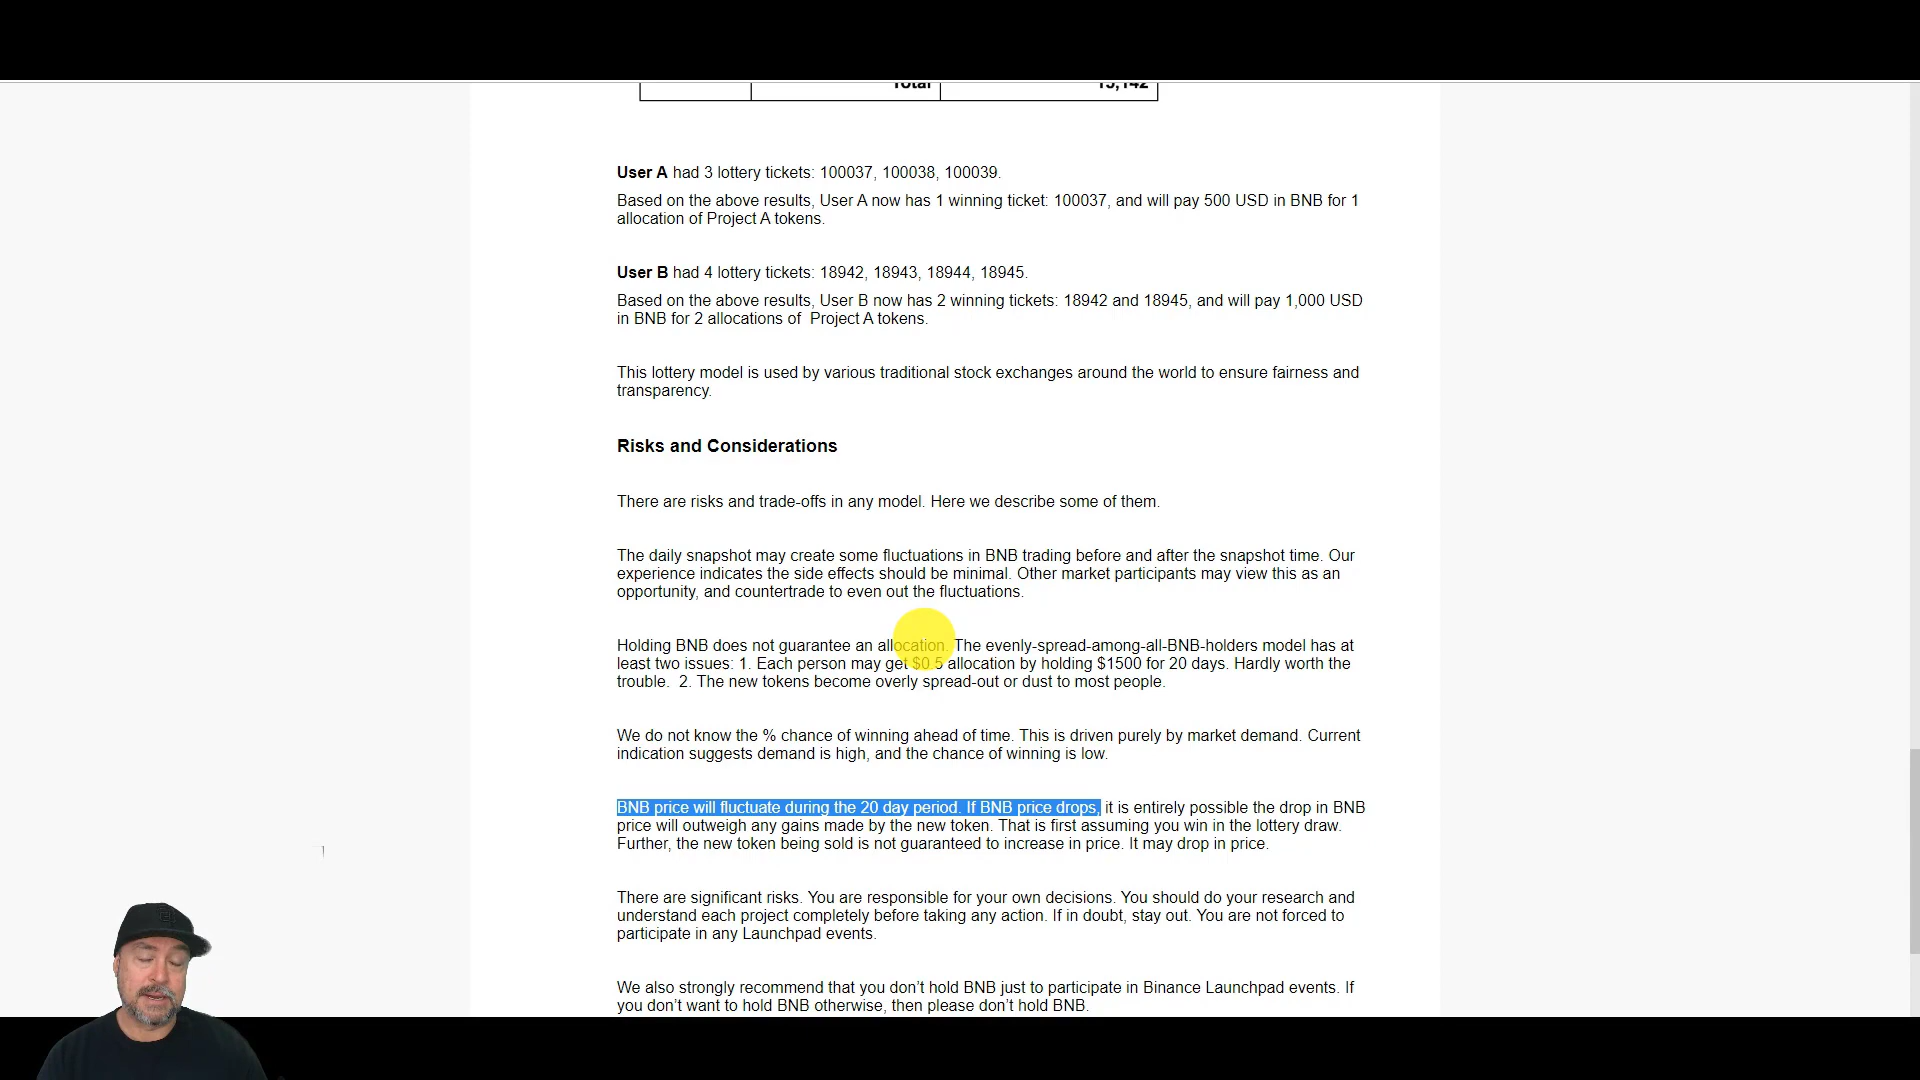 Total 15,142
User A had 3 lottery tickets: 100037, 100038, 100039.
Based on the above results, User A now has 1 winning ticket: 100037, and will pay 500 USD in BNB for 1
allocation of Project A tokens.
User B had 4 lottery tickets: 18942, 18943, 18944, 18945.
Based on the above results, User B now has 2 winning tickets: 18942 and 18945, and will pay 1,000 USD
in BNB for 2 allocations of  Project A tokens.
This lottery model is used by various traditional stock exchanges around the world to ensure fairness and
transparency.
Risks and Considerations
There are risks and trade-offs in any model. Here we describe some of them.
The daily snapshot may create some fluctuations in BNB trading before and after the snapshot time. Our
experience indicates the side effects should be minimal. Other market participants may view this as an
opportunity, and countertrade to even out the fluctuations.
Holding BNB does not guarantee an allocation. The evenly-spread-among-all-BNB-holders model has at
least two issues: 1. Each person may get $0.5 allocation by holding $1500 for 20 days. Hardly worth the
trouble.  2. The new tokens become overly spread-out or dust to most people.
We do not know the % chance of winning ahead of time. This is driven purely by market demand. Current
indication suggests demand is high, and the chance of winning is low.
BNB price will fluctuate during the 20 day period. If BNB price drops, it is entirely possible the drop in BNB
price will outweigh any gains made by the new token. That is first assuming you win in the lottery draw.
Further, the new token being sold is not guaranteed to increase in price. It may drop in price.
There are significant risks. You are responsible for your own decisions. You should do your research and
understand each project completely before taking any action. If in doubt, stay out. You are not forced to
participate in any Launchpad events.
We also strongly recommend that you don’t hold BNB just to participate in Binance Launchpad events. If
you don’t want to hold BNB otherwise, then please don’t hold BNB.